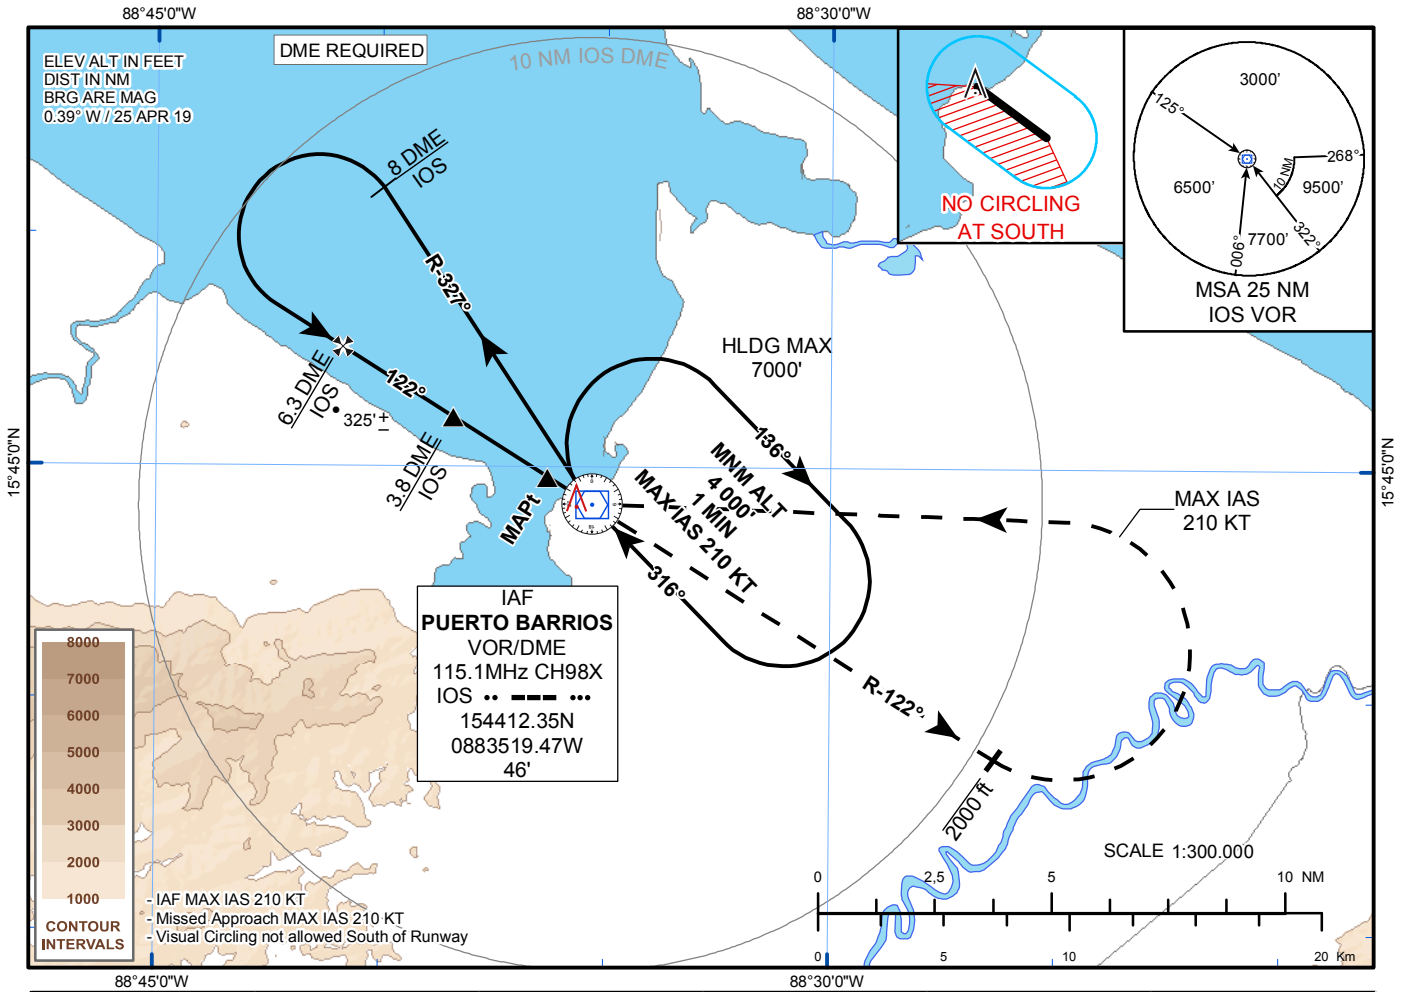 88°45'0"W
88°30'0"W
ELEV ALT IN FEET
DIST IN NM
BRG ARE MAG
0.39° W / 25 APR 19
DME REQUIRED
10 NM IOS DME
NO CIRCLING
AT SOUTH
3000'
125°
268°
10 NM
6500'
9500'
7700'
322°
006°
MSA 25 NM
IOS VOR
8 DME
IOS
R-327°
122°
6.3 DME
IOS
325'±
3.8 DME
IOS
MAPt
HLDG MAX
7000'
136°
MNM ALT
4 000'
1 MIN
MAX IAS 210 KT
316°
MAX IAS
210 KT
15°45'0"N
15°45'0"N
IAF
PUERTO BARRIOS
VOR/DME
115.1MHz CH98X
IOS •• ––– •••
154412.35N
0883519.47W
46'
R-122°
2000 ft
8000
7000
6000
5000
4000
3000
2000
1000
CONTOUR
INTERVALS
- IAF MAX IAS 210 KT
- Missed Approach MAX IAS 210 KT
- Visual Circling not allowed South of Runway
SCALE 1:300.000
0 2,5 5 10 NM
0 5 10 20 Km
88°45'0"W
88°30'0"W